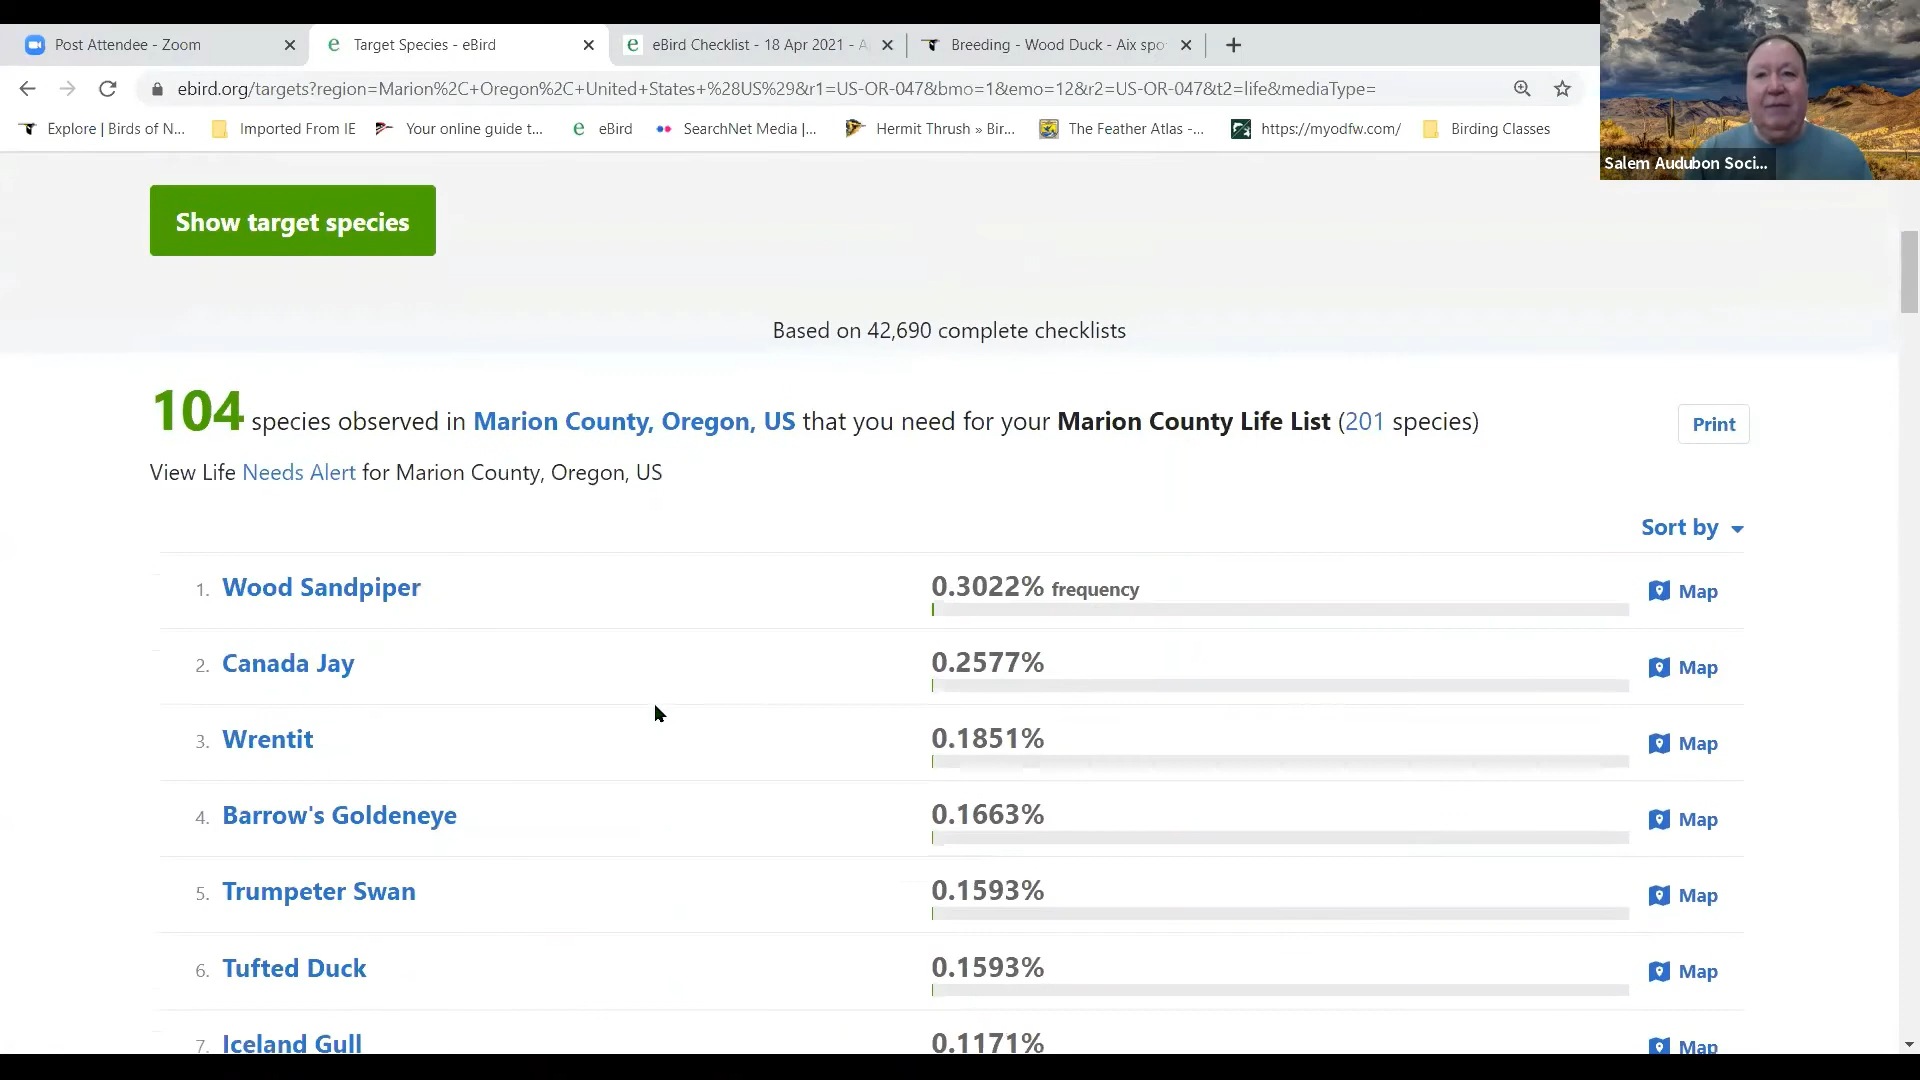 Post Attendee - Zoom
Target Species - eBird
eBird Checklist - 18 Apr 2021 - A
Breeding - Wood Duck - Aix spo
ebird.org/targets?region=Marion%2C+Oregon%2C+United+States+%28US%29&r1=US-OR-047&bmo=1&emo=12&r2=US-OR-047&t2=life&mediaType=
Explore | Birds of N...
Imported From IE
Your online guide t...
eBird
SearchNet Media |...
Hermit Thrush » Bir...
The Feather Atlas -...
https://myodfw.com/
Birding Classes
Salem Audubon Soci...
Show target species
Based on 42,690 complete checklists
104 species observed in Marion County, Oregon, US that you need for your Marion County Life List (201 species)
Print
View Life Needs Alert for Marion County, Oregon, US
Sort by
1. Wood Sandpiper 0.3022% frequency Map
2. Canada Jay 0.2577% Map
3. Wrentit 0.1851% Map
4. Barrow's Goldeneye 0.1663% Map
5. Trumpeter Swan 0.1593% Map
6. Tufted Duck 0.1593% Map
7. Iceland Gull 0.1171% Map